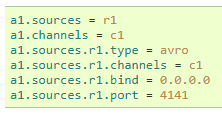 a1.sources = r1
a1.channels = c1
a1.sources.r1.type = avro
a1.sources.r1.channels = c1
a1.sources.r1.bind = 0.0.0.0
a1.sources.r1.port = 4141